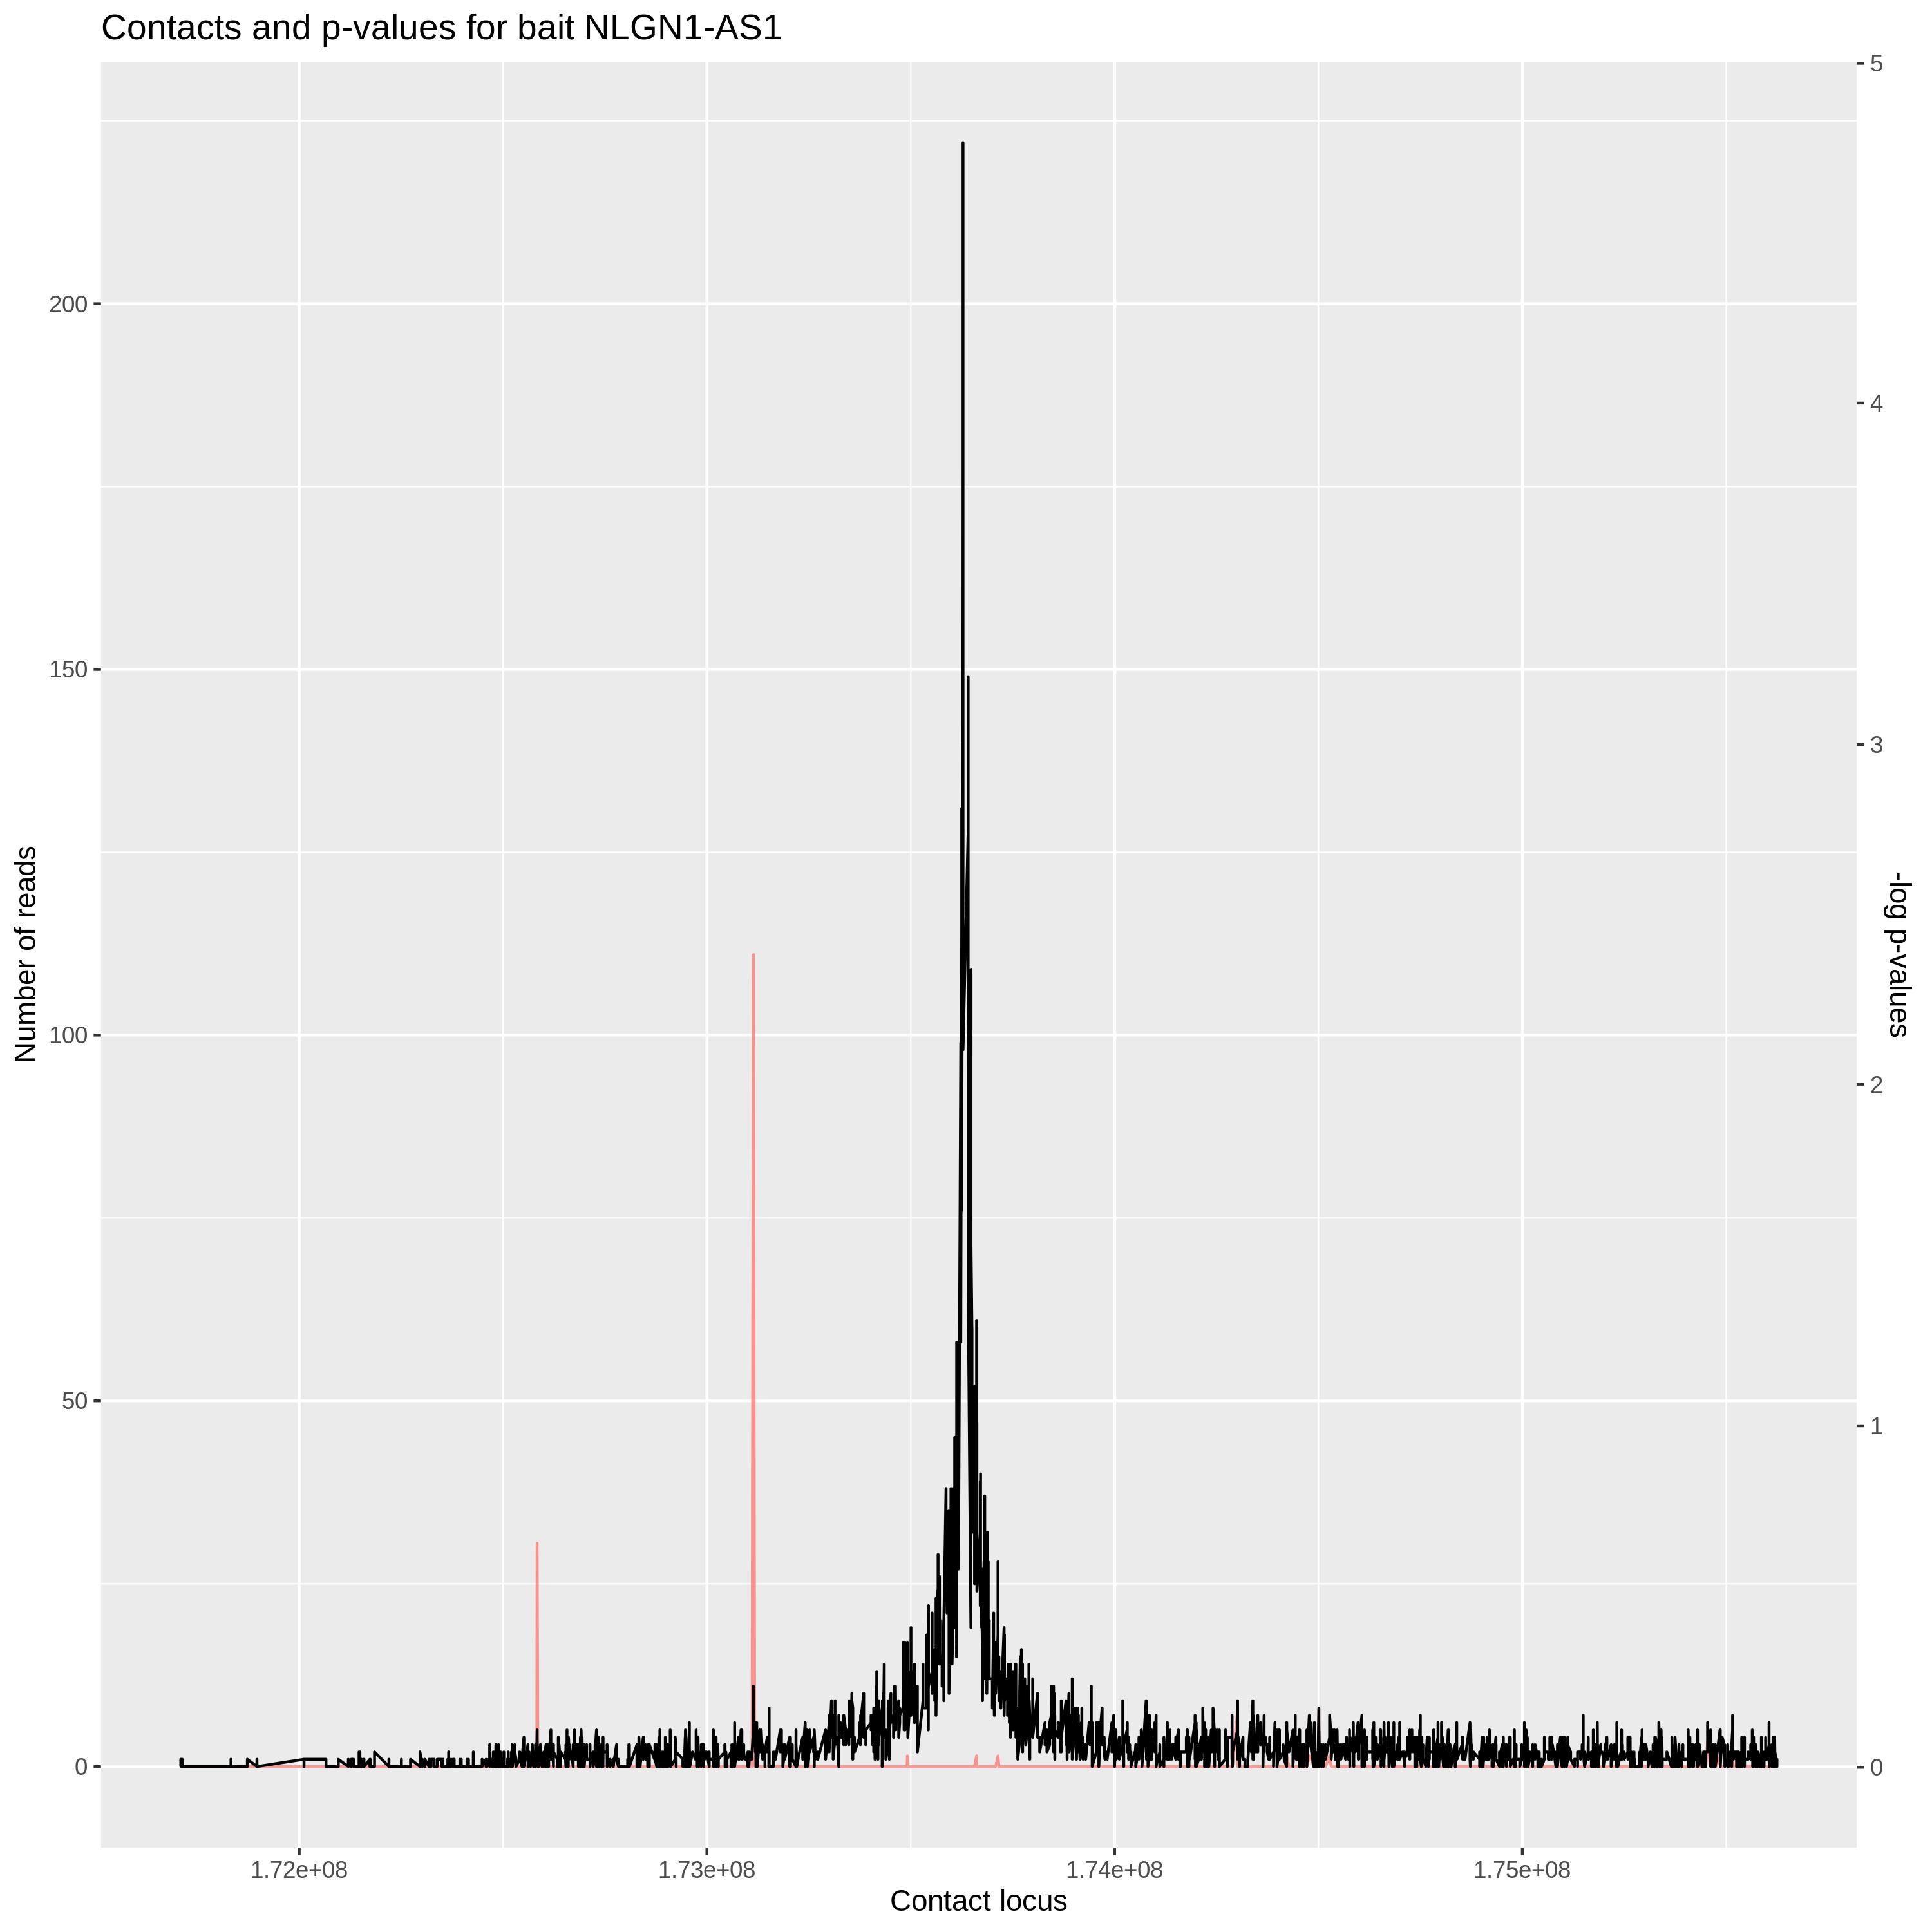 Contacts and p-values for bait NLGN1-AS1
Number of reads
200
150
100
50
0
5
4
3
2
1
0
-log p-values
1.72e+08
1.73e+08
1.74e+08
1.75e+08
Contact locus